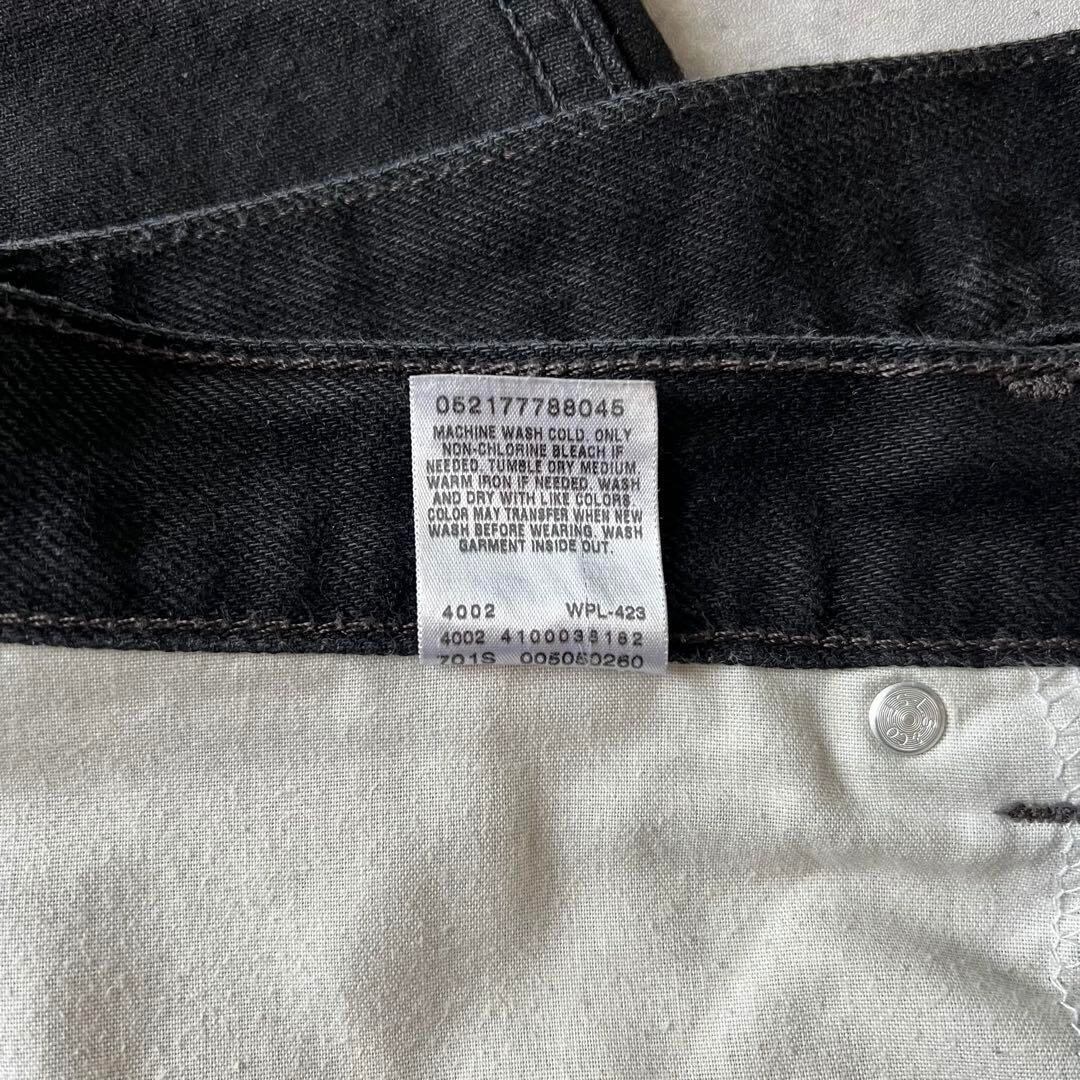 052177788045
MACHINE WASH COLD. ONLY
NON-CHLORINE BLEACH IF
NEEDED. TUMBLE DRY MEDIUM.
WARM IRON IF NEEDED. WASH
AND DRY WITH LIKE COLORS.
COLOR MAY TRANSFER WHEN NEW
WASH BEFORE WEARING. WASH
GARMENT INSIDE OUT.
4002 WPL-423
4002 4100038182
701S 005050260